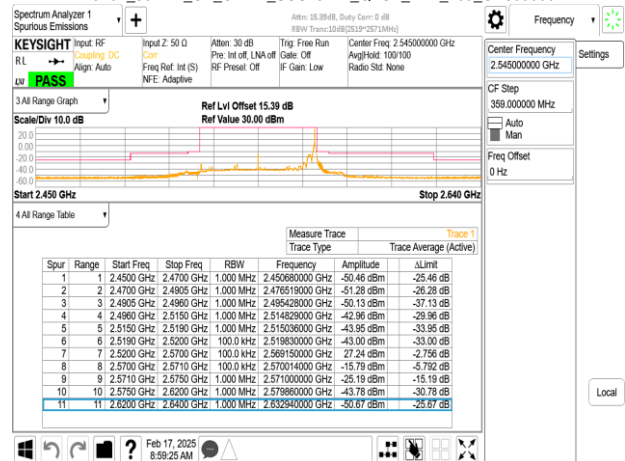 Spectrum Analyzer 1
Spurious Emissions
Attn: 15.39dB, Duty Corr: 0 dB
RBW Trans:10dB(2519~2571MHz)
Frequency
KEYSIGHT
RL
PASS
Input: RF
Coupling: DC
Align: Auto
Input Z: 50 Ω
Corr
Freq Ref: Int (S)
NFE: Adaptive
Atten: 30 dB
Pre: Int off, LNA off
RF Preset: Off
Trig: Free Run
Gate: Off
IF Gain: Low
Center Freq: 2.545000000 GHz
Avg|Hold: 100/100
Radio Std: None
Center Frequency
2.545000000 GHz
Settings
CF Step
359.000000 MHz
Auto
Man
Freq Offset
0 Hz
3 All Range Graph
Scale/Div 10.0 dB
Ref Lvl Offset 15.39 dB
Ref Value 30.00 dBm
20.0
0.00
-20.0
-40.0
-60.0
Start 2.450 GHz
Stop 2.640 GHz
4 All Range Table
Measure Trace Trace 1
Trace Type Trace Average (Active)
Spur Range Start Freq Stop Freq RBW Frequency Amplitude ΔLimit
1 1 2.4500 GHz 2.4700 GHz 1.000 MHz 2.450680000 GHz -50.46 dBm -25.46 dB
2 2 2.4700 GHz 2.4905 GHz 1.000 MHz 2.476519000 GHz -51.28 dBm -26.28 dB
3 3 2.4905 GHz 2.4960 GHz 1.000 MHz 2.495428000 GHz -50.13 dBm -37.13 dB
4 4 2.4960 GHz 2.5150 GHz 1.000 MHz 2.514829000 GHz -42.96 dBm -29.96 dB
5 5 2.5150 GHz 2.5190 GHz 1.000 MHz 2.515036000 GHz -43.95 dBm -33.95 dB
6 6 2.5190 GHz 2.5200 GHz 100.0 kHz 2.519830000 GHz -43.00 dBm -33.00 dB
7 7 2.5200 GHz 2.5700 GHz 100.0 kHz 2.569150000 GHz 27.24 dBm -2.756 dB
8 8 2.5700 GHz 2.5710 GHz 100.0 kHz 2.570014000 GHz -15.79 dBm -5.792 dB
9 9 2.5710 GHz 2.5750 GHz 1.000 MHz 2.571000000 GHz -25.19 dBm -15.19 dB
10 10 2.5750 GHz 2.6200 GHz 1.000 MHz 2.579860000 GHz -43.78 dBm -30.78 dB
11 11 2.6200 GHz 2.6400 GHz 1.000 MHz 2.632940000 GHz -50.67 dBm -25.67 dB
Local
?
Feb 17, 2025
8:59:25 AM